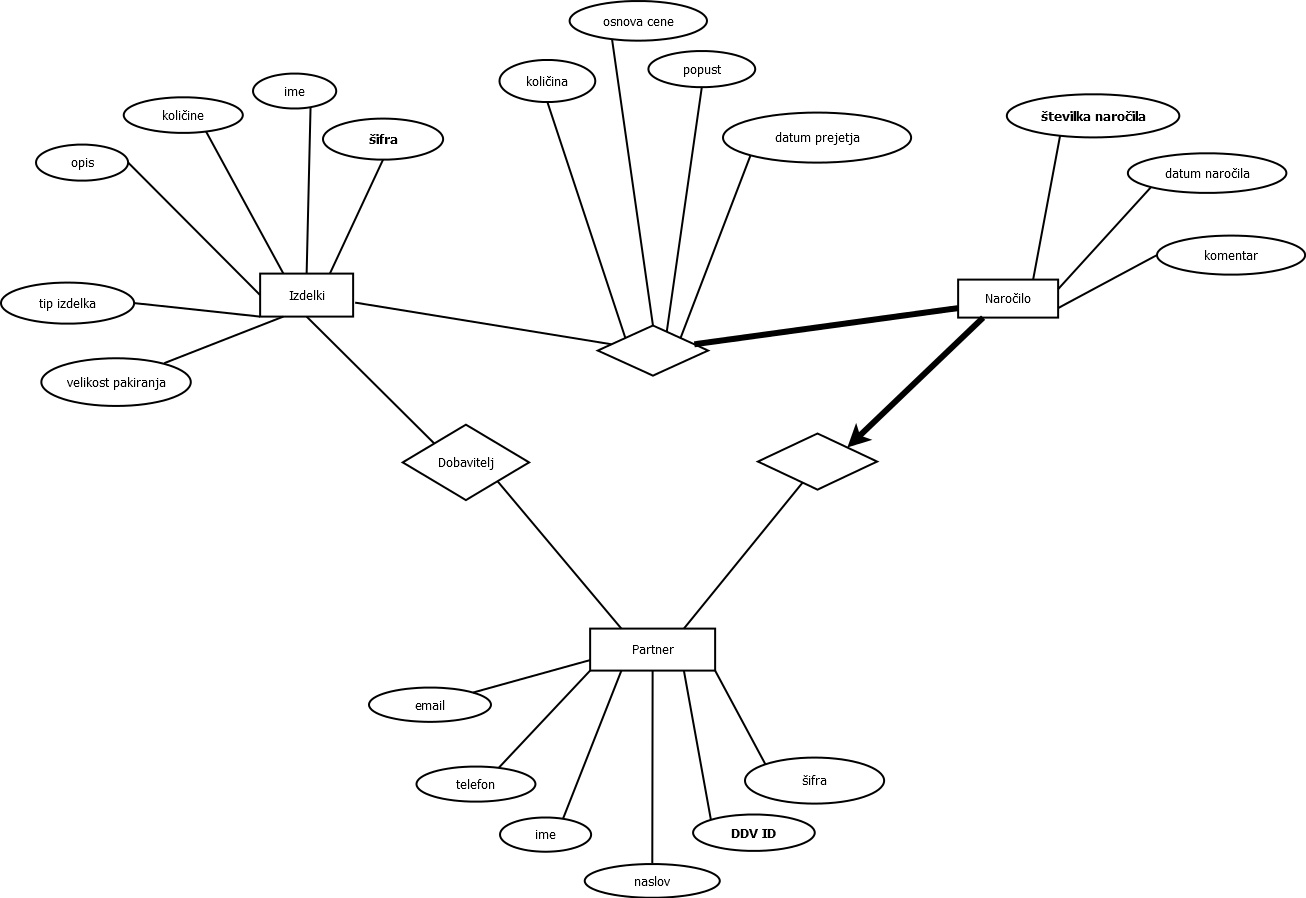 osnova cene
popust
količina
ime
količine
številka naročila
šifra
datum prejetja
opis
datum naročila
komentar
Izdelki
Naročilo
tip izdelka
velikost pakiranja
Dobavitelj
Partner
email
telefon
šifra
ime
DDV ID
naslov